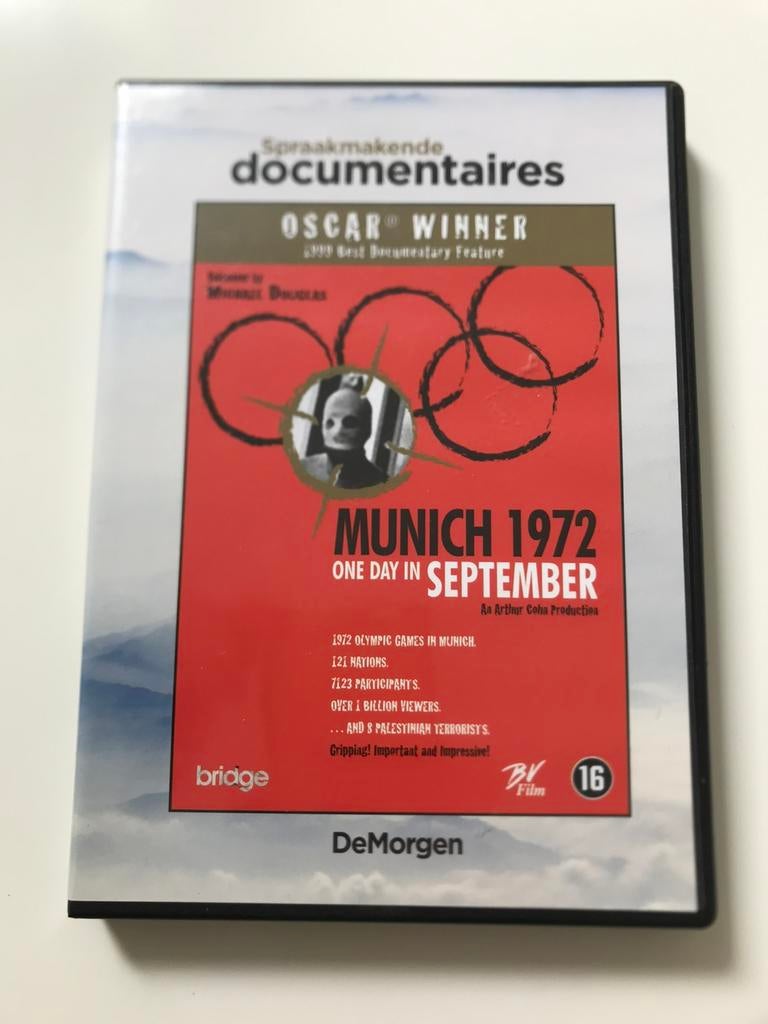 Spraakmakende
documentaires
OSCAR® WINNER
1999 Best Documentary Feature
MICHAEL DOUGLAS
MUNICH 1972
ONE DAY IN SEPTEMBER
An Arthur Cohn Production
1972 OLYMPIC GAMES IN MUNICH.
121 NATIONS.
7123 PARTICIPANTS.
OVER 1 BILLION VIEWERS.
... AND 8 PALESTINIAN TERRORISTS.
Gripping! Important and Impressive!
bridge
BV
Film
16
DeMorgen